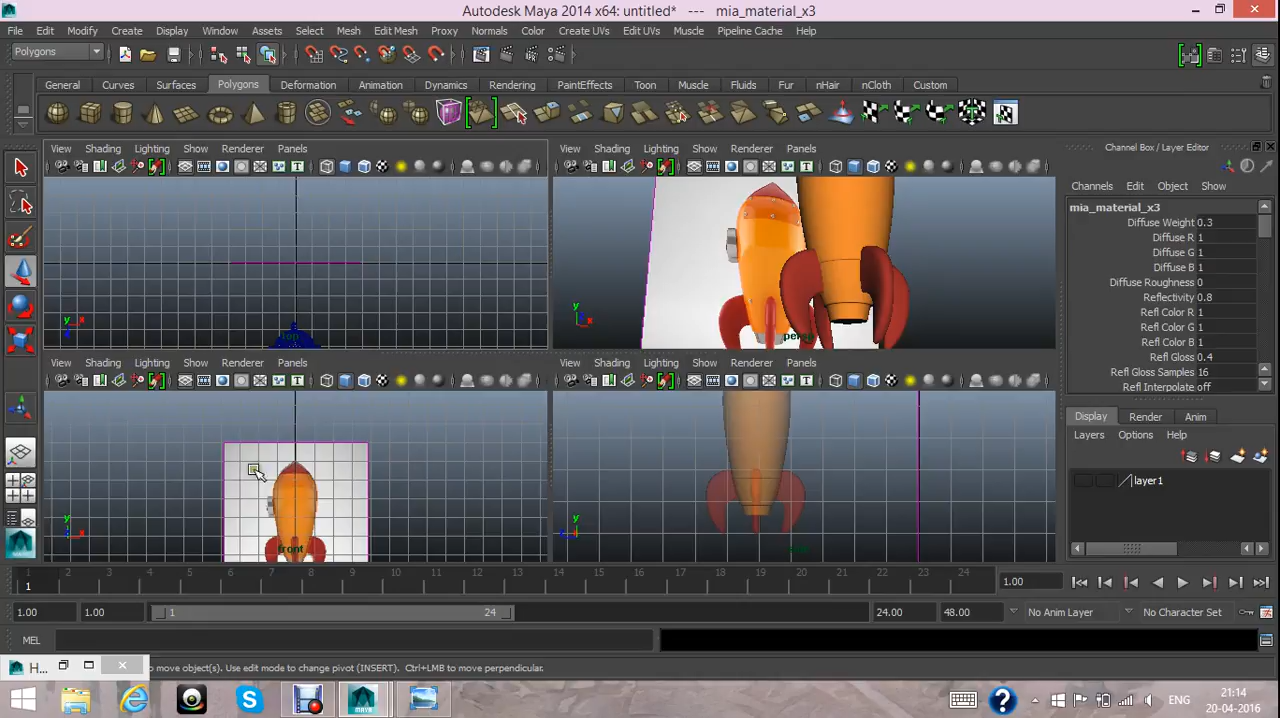 Autodesk Maya 2014 x64: untitled* --- mia_material_x3
File Edit Modify Create Display Window Assets Select Mesh Edit Mesh Proxy Normals Color Create UVs Edit UVs Muscle Pipeline Cache Help
Polygons
General Curves Surfaces Polygons Deformation Animation Dynamics Rendering PaintEffects Toon Muscle Fluids Fur nHair nCloth Custom
View Shading Lighting Show Renderer Panels
View Shading Lighting Show Renderer Panels
Channel Box / Layer Editor
Channels Edit Object Show
mia_material_x3
Diffuse Weight 0.3
Diffuse R 1
Diffuse G 1
Diffuse B 1
Diffuse Roughness 0
Reflectivity 0.8
Refl Color R 1
Refl Color G 1
Refl Color B 1
Refl Gloss 0.4
Refl Gloss Samples 16
Refl Interpolate off
y x
top
y x
persp
View Shading Lighting Show Renderer Panels
View Shading Lighting Show Renderer Panels
y x
front
y
Display Render Anim
Layers Options Help
layer1
1 2 3 4 5 6 7 8 9 10 11 12 13 14 15 16 17 18 19 20 21 22 23 24
1
1.00
1.00 1.00 1 24 24.00 48.00 No Anim Layer No Character Set
MEL
H...
to move object(s). Use edit mode to change pivot (INSERT). Ctrl+LMB to move perpendicular.
MAYA
ENG
21:14
20-04-2016